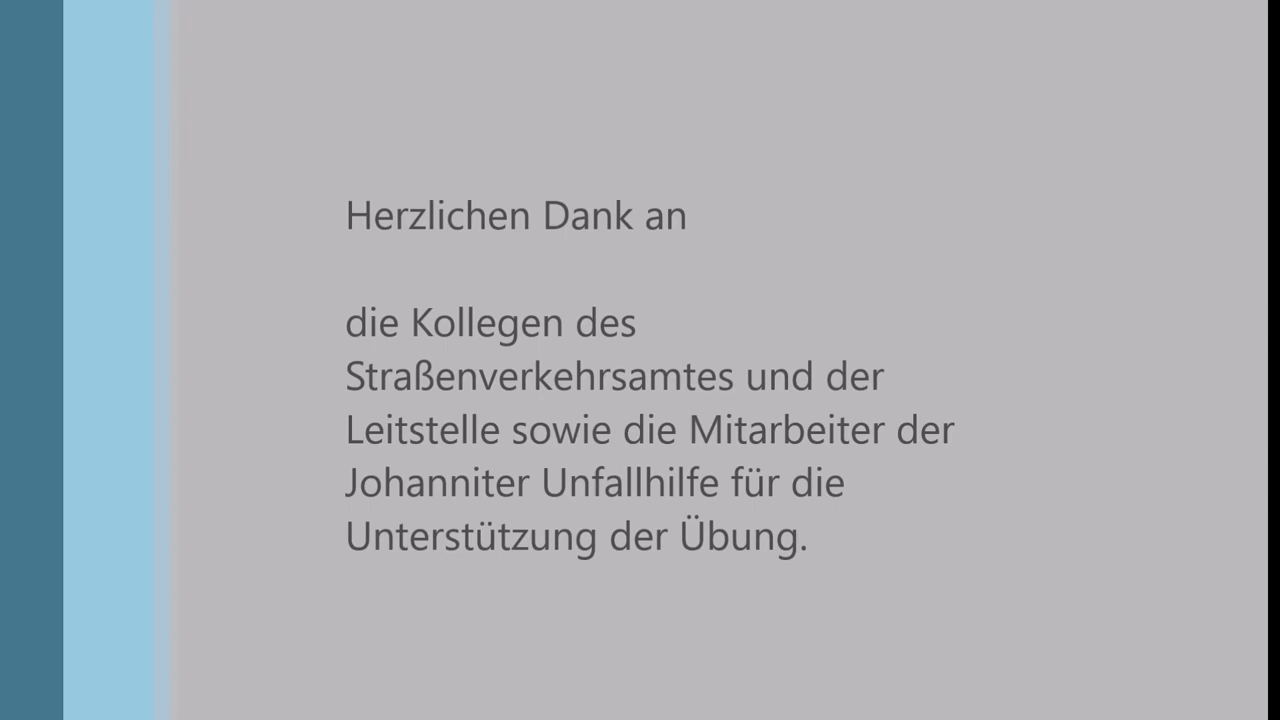 Herzlichen Dank an
die Kollegen des
Straßenverkehrsamtes und der
Leitstelle sowie die Mitarbeiter der
Johanniter Unfallhilfe für die
Unterstützung der Übung.